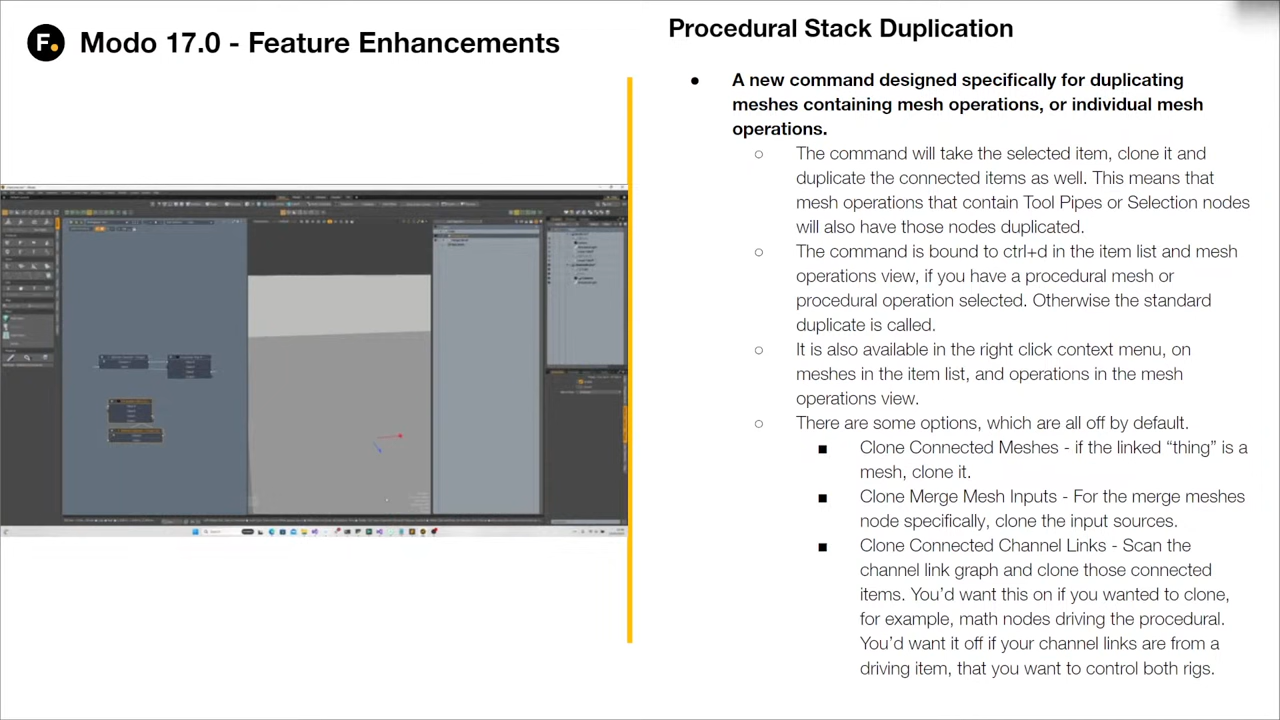 F.
Modo 17.0 - Feature Enhancements
Procedural Stack Duplication
● A new command designed specifically for duplicating
meshes containing mesh operations, or individual mesh
operations.
○ The command will take the selected item, clone it and
duplicate the connected items as well. This means that
mesh operations that contain Tool Pipes or Selection nodes
will also have those nodes duplicated.
○ The command is bound to ctrl+d in the item list and mesh
operations view, if you have a procedural mesh or
procedural operation selected. Otherwise the standard
duplicate is called.
○ It is also available in the right click context menu, on
meshes in the item list, and operations in the mesh
operations view.
○ There are some options, which are all off by default.
■ Clone Connected Meshes - if the linked “thing” is a
mesh, clone it.
■ Clone Merge Mesh Inputs - For the merge meshes
node specifically, clone the input sources.
■ Clone Connected Channel Links - Scan the
channel link graph and clone those connected
items. You’d want this on if you wanted to clone,
for example, math nodes driving the procedural.
You’d want it off if your channel links are from a
driving item, that you want to control both rigs.